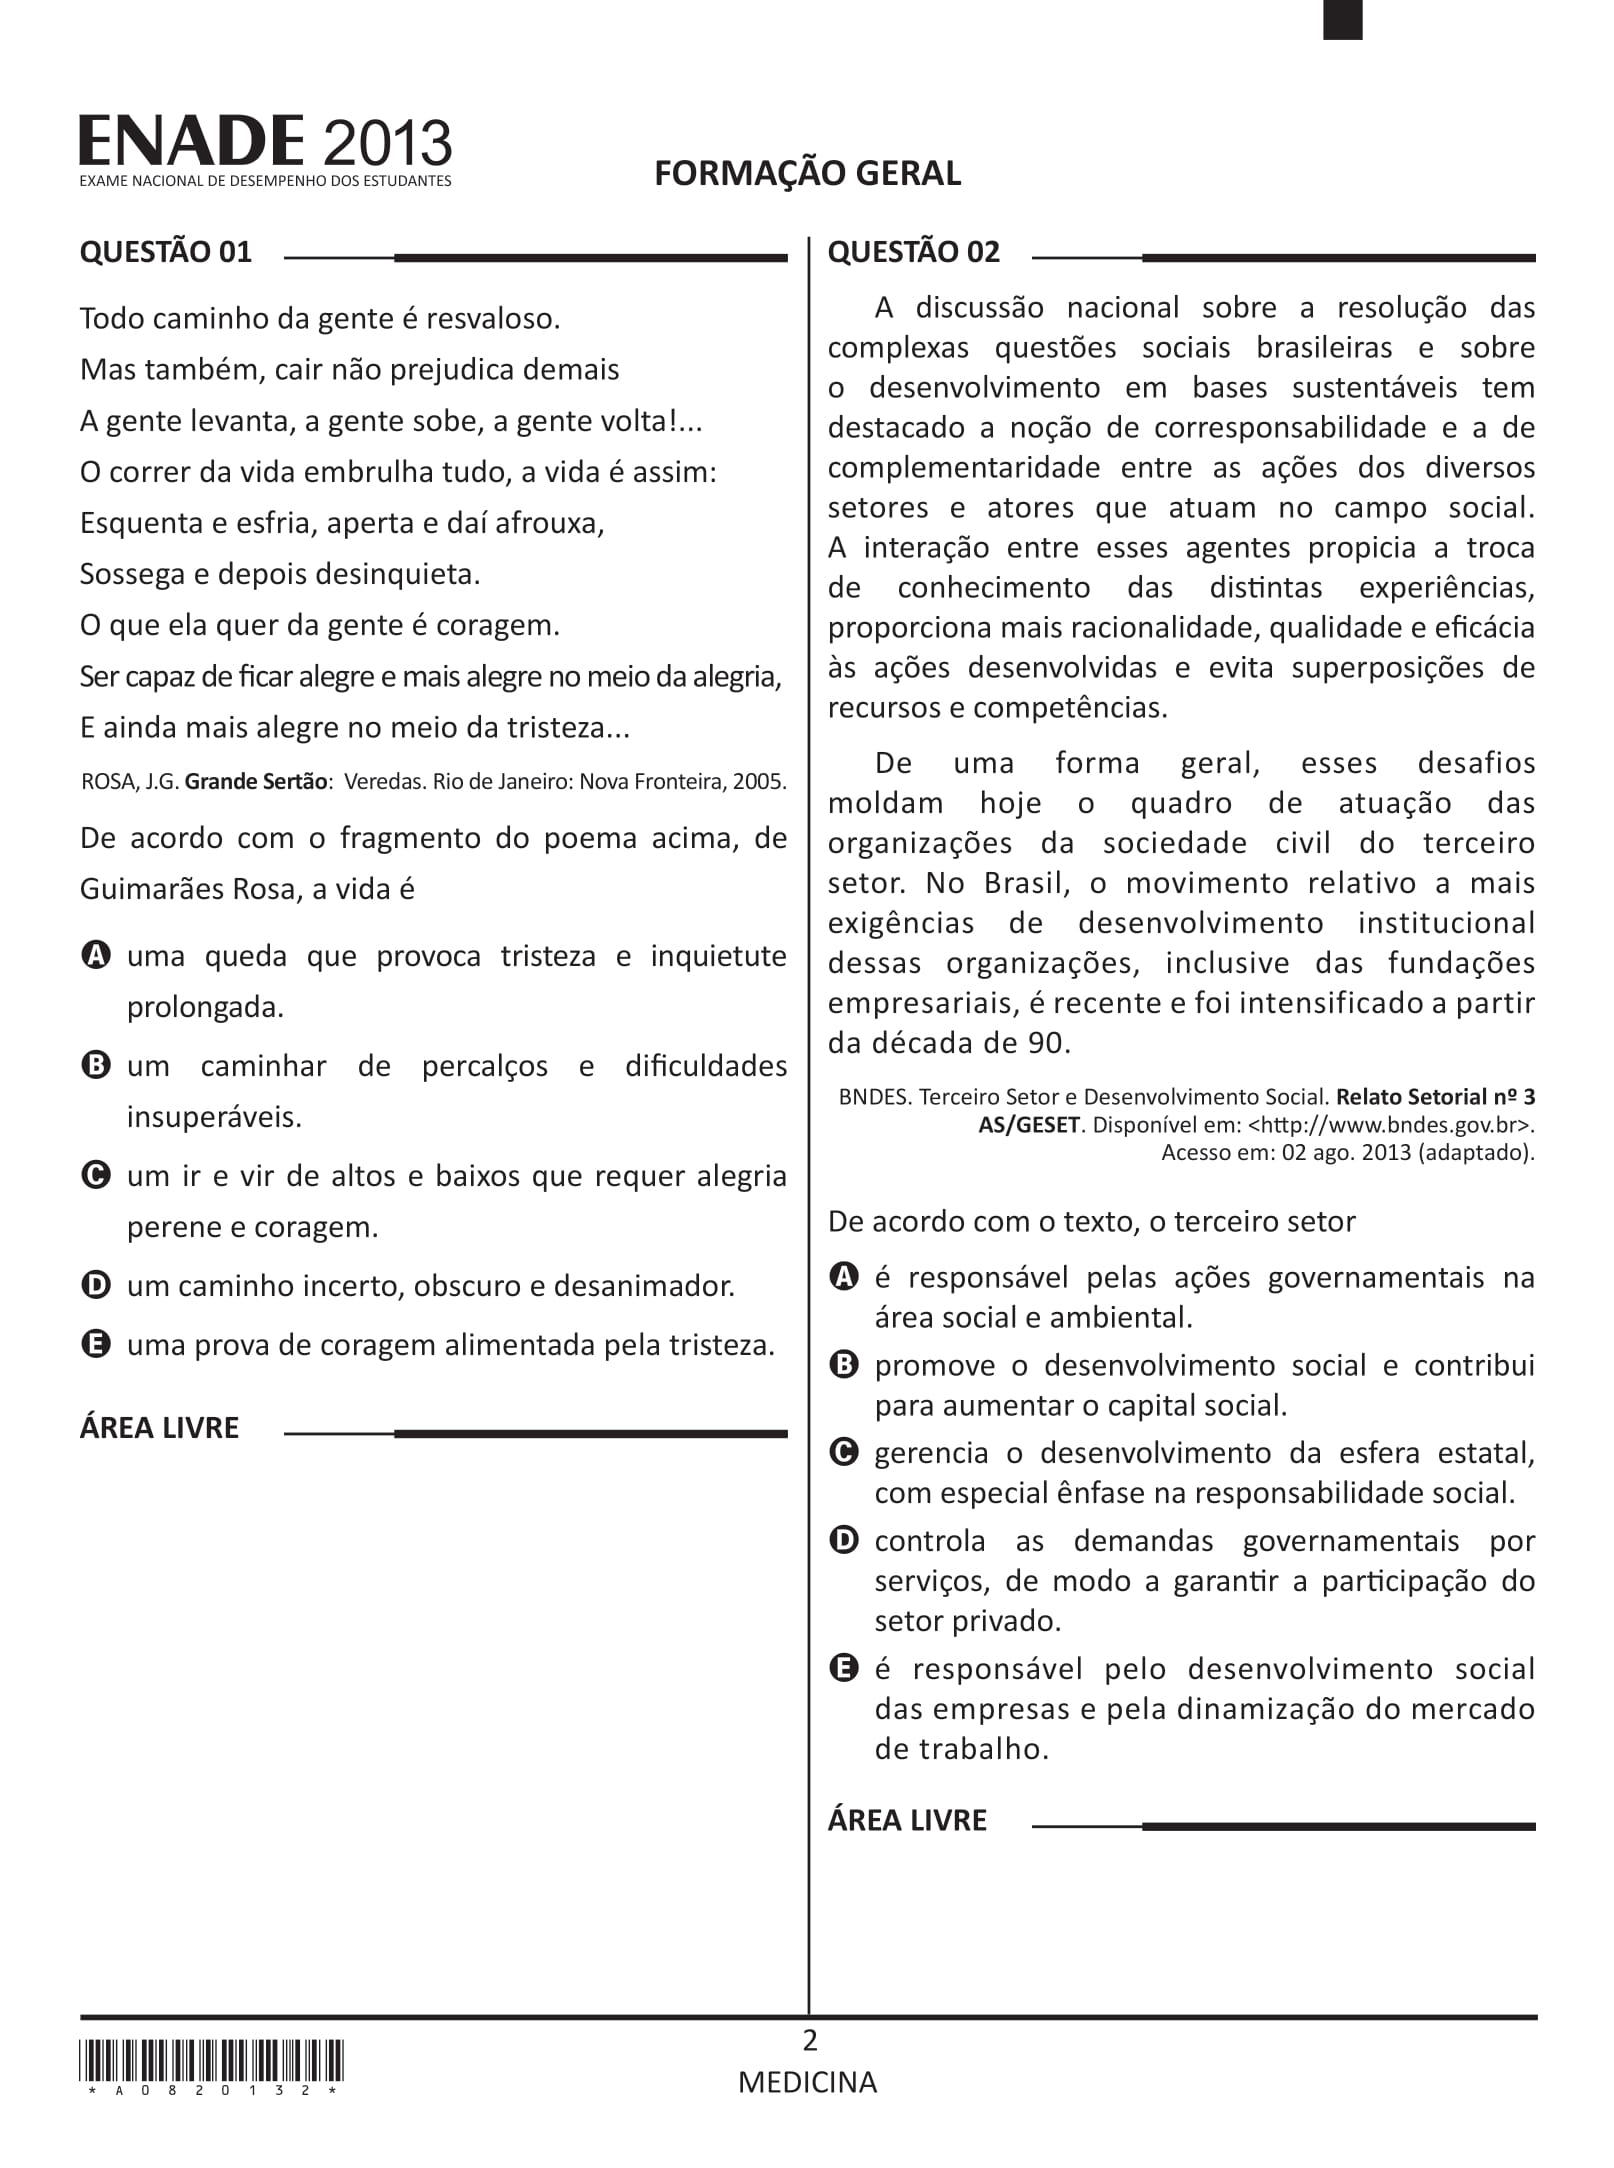 ENADE 2013
EXAME NACIONAL DE DESEMPENHO DOS ESTUDANTES
FORMAÇÃO GERAL
QUESTÃO 01
Todo caminho da gente é resvaloso.
Mas também, cair não prejudica demais
A gente levanta, a gente sobe, a gente volta!...
O correr da vida embrulha tudo, a vida é assim:
Esquenta e esfria, aperta e daí afrouxa,
Sossega e depois desinquieta.
O que ela quer da gente é coragem.
Ser capaz de ficar alegre e mais alegre no meio da alegria,
E ainda mais alegre no meio da tristeza...
ROSA, J.G. Grande Sertão: Veredas. Rio de Janeiro: Nova Fronteira, 2005.
De acordo com o fragmento do poema acima, de
Guimarães Rosa, a vida é
A uma queda que provoca tristeza e inquietute
prolongada.
B um caminhar de percalços e dificuldades
insuperáveis.
C um ir e vir de altos e baixos que requer alegria
perene e coragem.
D um caminho incerto, obscuro e desanimador.
E uma prova de coragem alimentada pela tristeza.
ÁREA LIVRE
QUESTÃO 02
A discussão nacional sobre a resolução das
complexas questões sociais brasileiras e sobre
o desenvolvimento em bases sustentáveis tem
destacado a noção de corresponsabilidade e a de
complementaridade entre as ações dos diversos
setores e atores que atuam no campo social.
A interação entre esses agentes propicia a troca
de conhecimento das distintas experiências,
proporciona mais racionalidade, qualidade e eficácia
às ações desenvolvidas e evita superposições de
recursos e competências.
De uma forma geral, esses desafios
moldam hoje o quadro de atuação das
organizações da sociedade civil do terceiro
setor. No Brasil, o movimento relativo a mais
exigências de desenvolvimento institucional
dessas organizações, inclusive das fundações
empresariais, é recente e foi intensificado a partir
da década de 90.
BNDES. Terceiro Setor e Desenvolvimento Social. Relato Setorial nº 3
AS/GESET. Disponível em: <http://www.bndes.gov.br>.
Acesso em: 02 ago. 2013 (adaptado).
De acordo com o texto, o terceiro setor
A é responsável pelas ações governamentais na
área social e ambiental.
B promove o desenvolvimento social e contribui
para aumentar o capital social.
C gerencia o desenvolvimento da esfera estatal,
com especial ênfase na responsabilidade social.
D controla as demandas governamentais por
serviços, de modo a garantir a participação do
setor privado.
E é responsável pelo desenvolvimento social
das empresas e pela dinamização do mercado
de trabalho.
ÁREA LIVRE
2
MEDICINA
*A0820132*